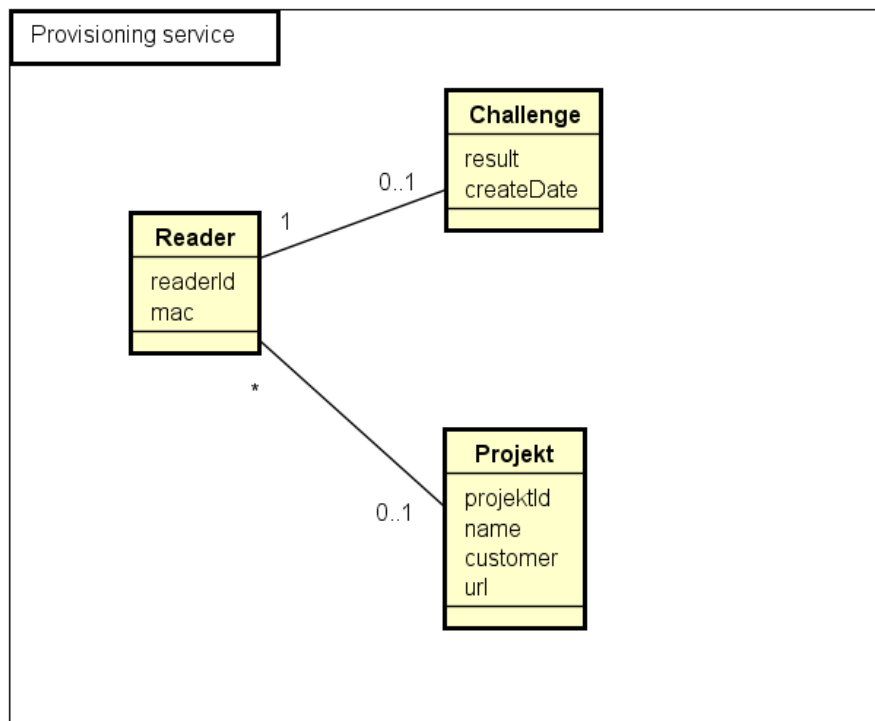 Provisioning service
Challenge
result
createDate
0..1
1
Reader
readerId
mac
*
0..1
Projekt
projektId
name
customer
url